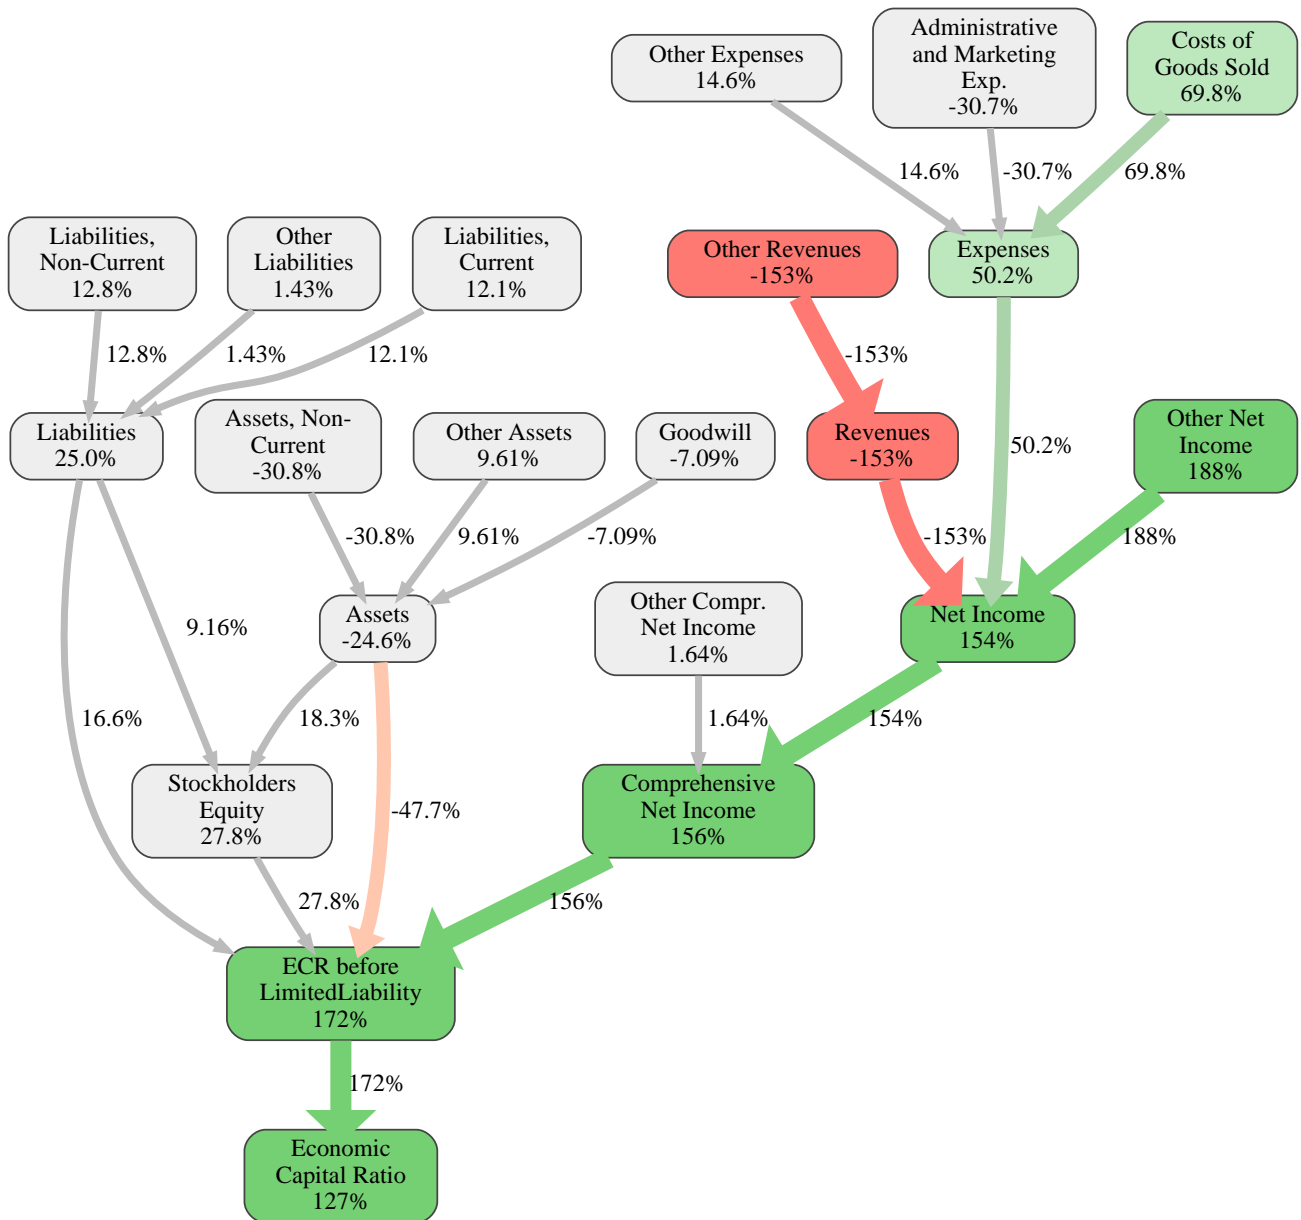 Other Expenses
14.6%
Administrative
and Marketing
Exp.
-30.7%
Costs of
Goods Sold
69.8%
14.6%
-30.7%
69.8%
Liabilities,
Non-Current
12.8%
Other
Liabilities
1.43%
Liabilities,
Current
12.1%
Other Revenues
-153%
Expenses
50.2%
12.8%
1.43%
12.1%
-153%
Liabilities
25.0%
Assets, Non-
Current
-30.8%
Other Assets
9.61%
Goodwill
-7.09%
Revenues
-153%
50.2%
Other Net
Income
188%
-30.8%
9.61%
-7.09%
-153%
188%
Assets
-24.6%
Other Compr.
Net Income
1.64%
Net Income
154%
9.16%
16.6%
18.3%
1.64%
154%
Stockholders
Equity
27.8%
-47.7%
Comprehensive
Net Income
156%
27.8%
156%
ECR before
LimitedLiability
172%
172%
Economic
Capital Ratio
127%